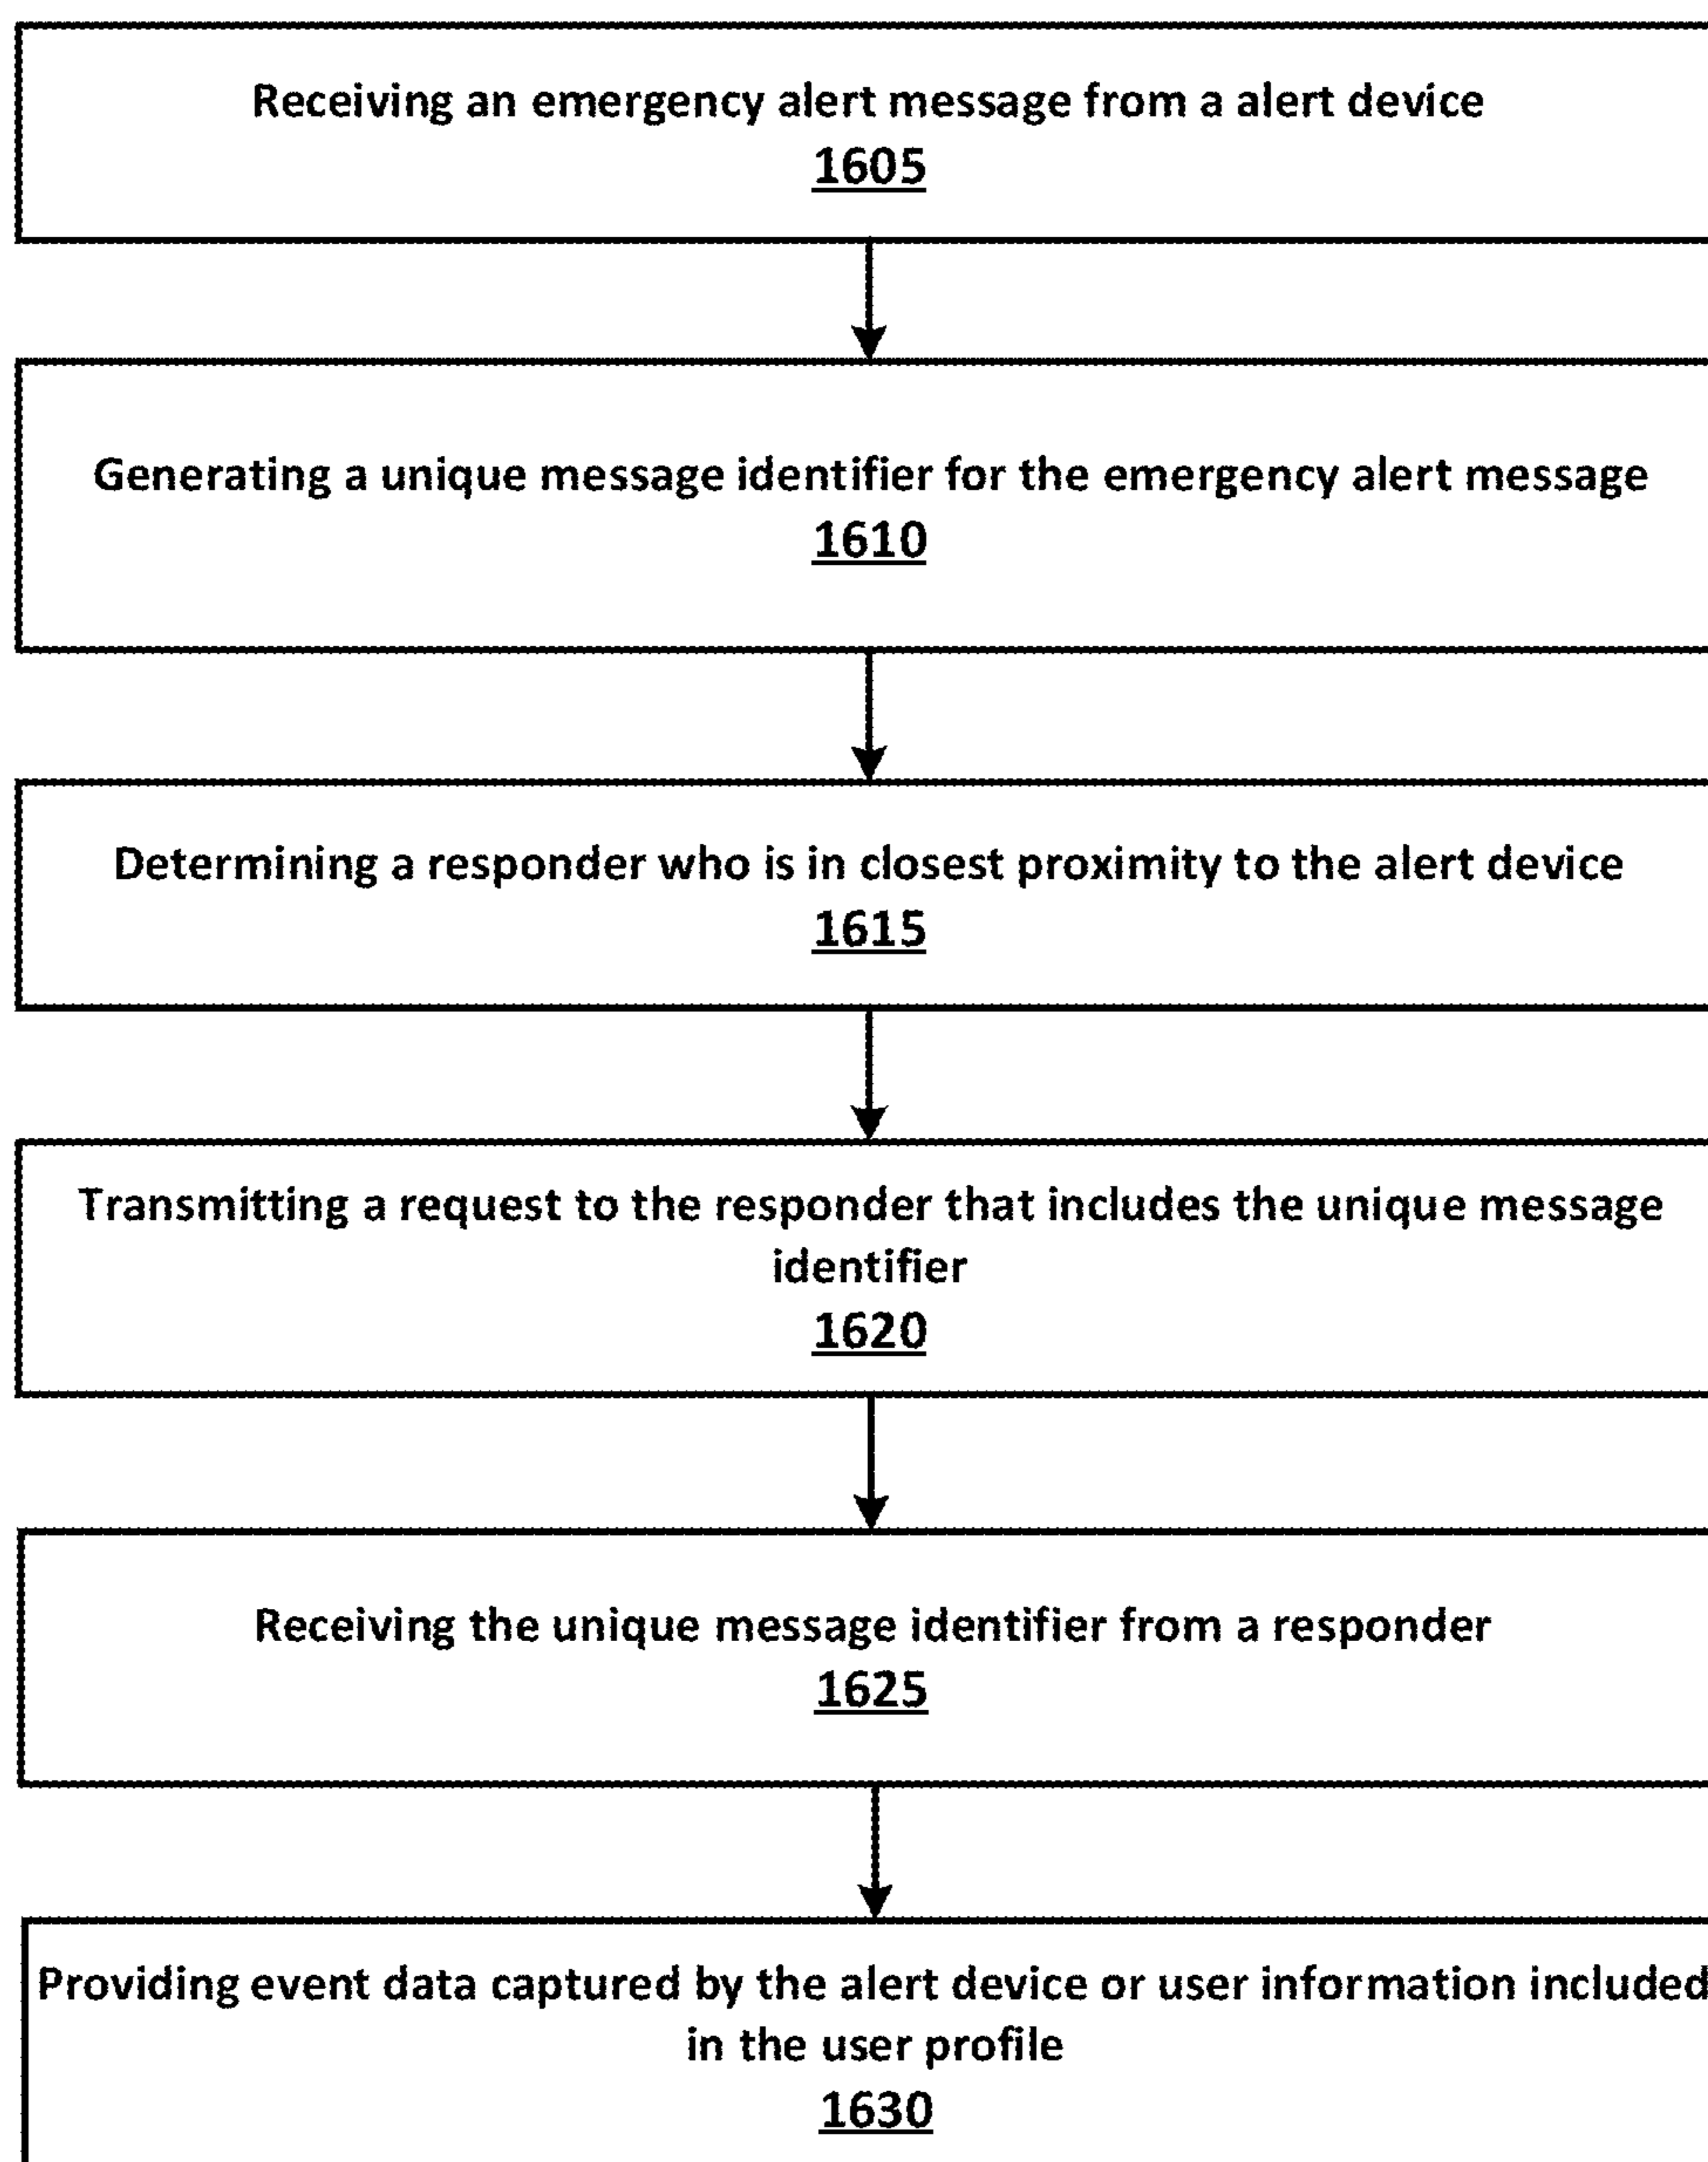 Receiving an emergency alert message from a alert device
1605
Generating a unique message identifier for the emergency alert message
1610
Determining a responder who is in closest proximity to the alert device
1615
Transmitting a request to the responder that includes the unique message
identifier
1620
Receiving the unique message identifier from a responder
1625
Providing event data captured by the alert device or user information included
in the user profile
1630